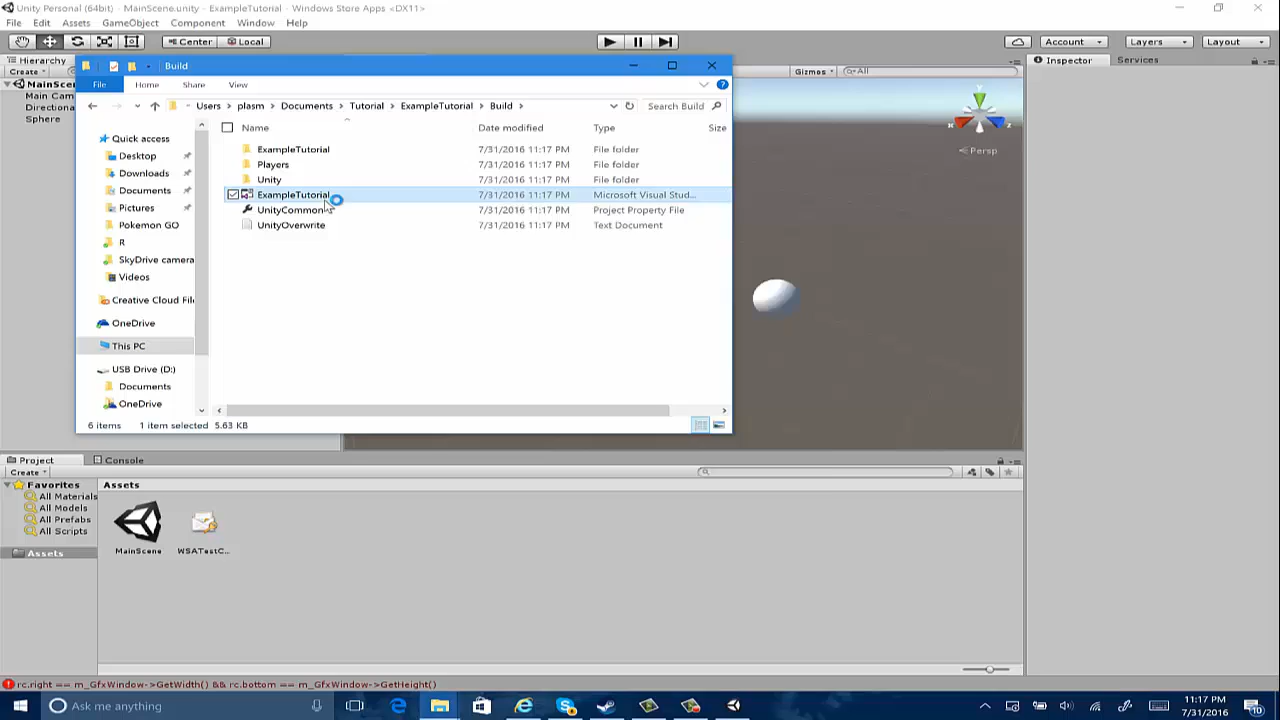 Unity Personal (64bit) - MainScene.unity - ExampleTutorial - Windows Store Apps <DX11>
File Edit Assets GameObject Component Window Help
Center Local Account Layers Layout
Hierarchy
Create
MainScen
Main Cam
Directiona
Sphere
Build
File Home Share View
Users > plasm > Documents > Tutorial > ExampleTutorial > Build >
Search Build
Gizmos All
Inspector Services
Persp
Quick access
Desktop
Downloads
Documents
Pictures
Pokemon GO
R
SkyDrive camera
Videos
Creative Cloud File
OneDrive
This PC
USB Drive (D:)
Documents
OneDrive
Name Date modified Type Size
ExampleTutorial 7/31/2016 11:17 PM File folder
Players 7/31/2016 11:17 PM File folder
Unity 7/31/2016 11:17 PM File folder
ExampleTutorial 7/31/2016 11:17 PM Microsoft Visual Stud...
UnityCommon 7/31/2016 11:17 PM Project Property File
UnityOverwrite 7/31/2016 11:17 PM Text Document
6 items 1 item selected 5.63 KB
Project Console
Create
Favorites
All Materials
All Models
All Prefabs
All Scripts
Assets
Assets
MainScene WSATestC...
rc.right == m_GfxWindow->GetWidth() && rc.bottom == m_GfxWindow->GetHeight()
Ask me anything
11:17 PM
7/31/2016
10